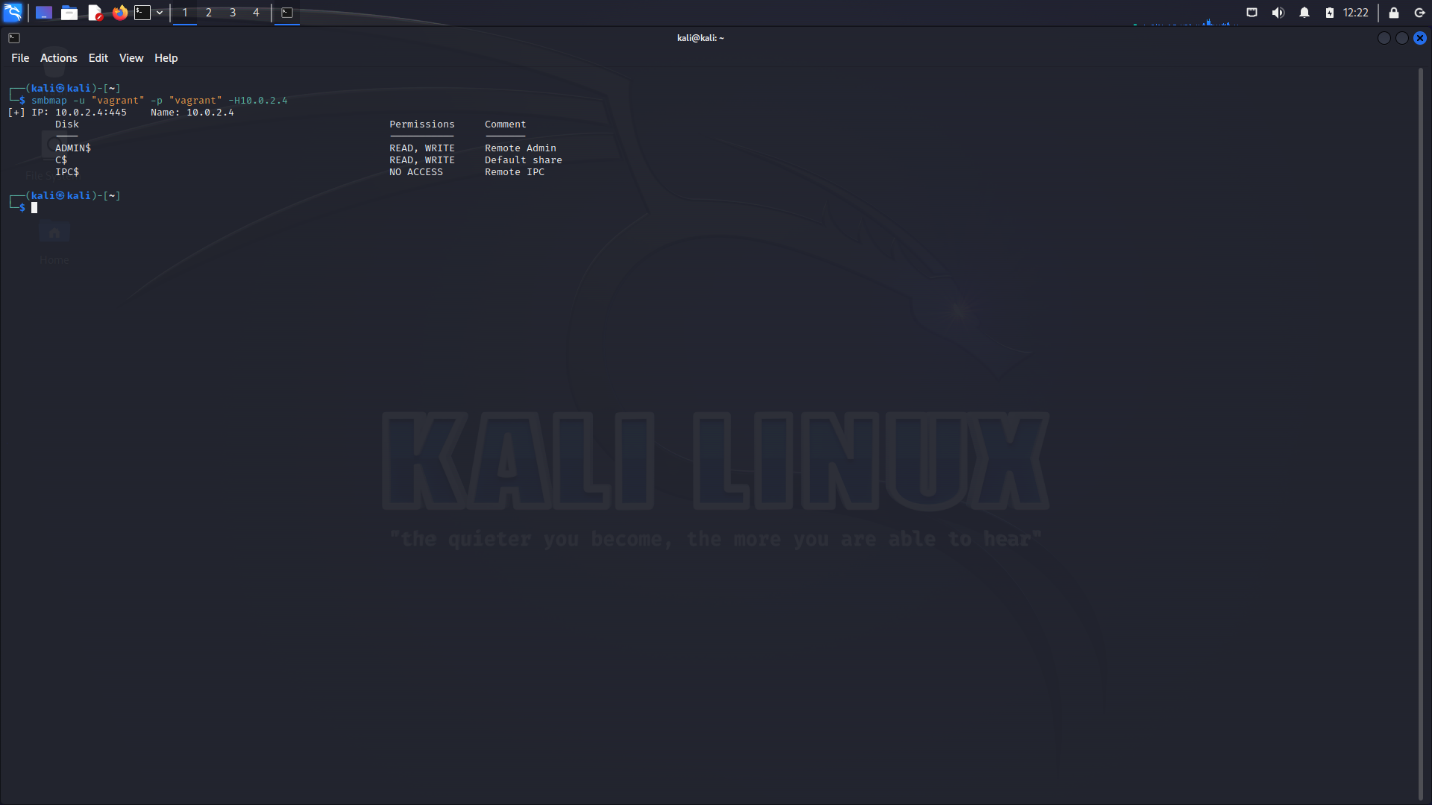 1 2 3 4 12:22
kali@kali: ~
File Actions Edit View Help
┌──(kali㉿kali)-[~]
└─$ smbmap -u "vagrant" -p "vagrant" -H10.0.2.4
[+] IP: 10.0.2.4:445 Name: 10.0.2.4
Disk Permissions Comment
---- ----------- -------
ADMIN$ READ, WRITE Remote Admin
C$ READ, WRITE Default share
IPC$ NO ACCESS Remote IPC
┌──(kali㉿kali)-[~]
└─$
Home
KALI LINUX
"the quieter you become, the more you are able to hear"